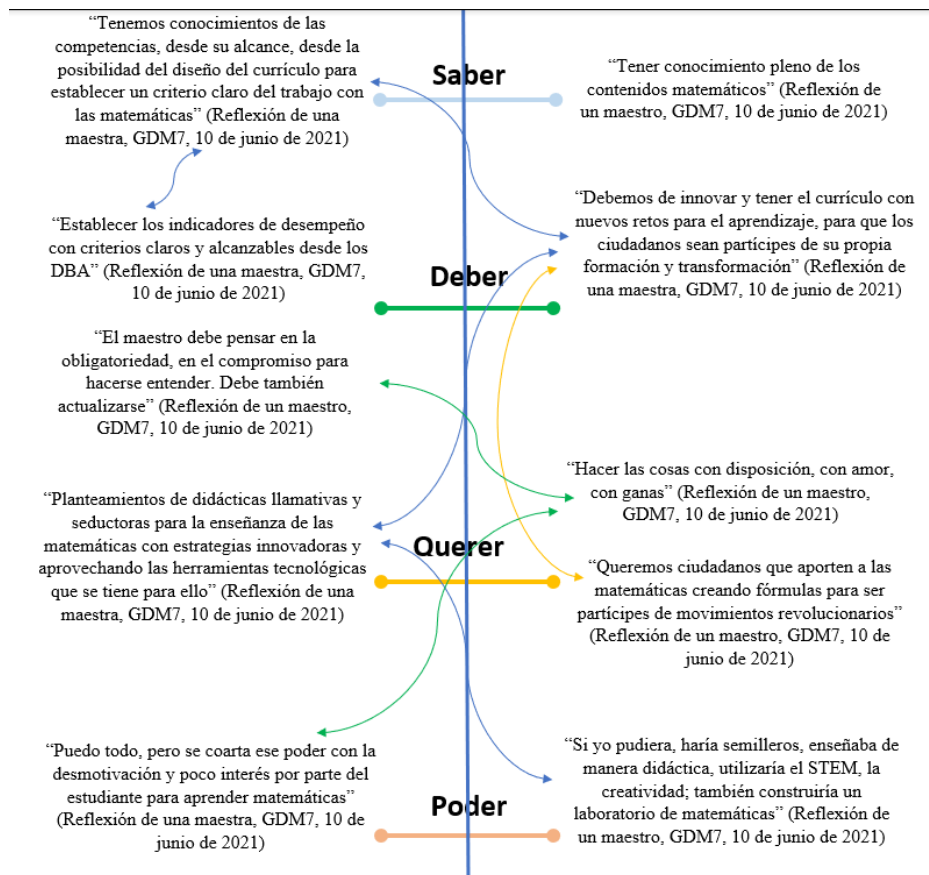 “Tenemos conocimientos de las
competencias, desde su alcance, desde la
posibilidad del diseño del currículo para
establecer un criterio claro del trabajo con
las matemáticas” (Reflexión de una
maestra, GDM7, 10 de junio de 2021)
Saber
“Tener conocimiento pleno de los
contenidos matemáticos” (Reflexión de
un maestro, GDM7, 10 de junio de 2021)
“Establecer los indicadores de desempeño
con criterios claros y alcanzables desde los
DBA” (Reflexión de una maestra, GDM7,
10 de junio de 2021)
“Debemos de innovar y tener el currículo con
nuevos retos para el aprendizaje, para que los
ciudadanos sean partícipes de su propia
formación y transformación” (Reflexión de
una maestra, GDM7, 10 de junio de 2021)
Deber
“El maestro debe pensar en la
obligatoriedad, en el compromiso para
hacerse entender. Debe también
actualizarse” (Reflexión de un maestro,
GDM7, 10 de junio de 2021)
“Hacer las cosas con disposición, con amor,
con ganas” (Reflexión de un maestro,
GDM7, 10 de junio de 2021)
“Planteamientos de didácticas llamativas y
seductoras para la enseñanza de las
matemáticas con estrategias innovadoras y
aprovechando las herramientas tecnológicas
que se tiene para ello” (Reflexión de una
maestra, GDM7, 10 de junio de 2021)
Querer
“Queremos ciudadanos que aporten a las
matemáticas creando fórmulas para ser
partícipes de movimientos revolucionarios”
(Reflexión de un maestro, GDM7, 10 de
junio de 2021)
“Puedo todo, pero se coarta ese poder con la
desmotivación y poco interés por parte del
estudiante para aprender matemáticas”
(Reflexión de una maestra, GDM7, 10 de
junio de 2021)
Poder
“Si yo pudiera, haría semilleros, enseñaba de
manera didáctica, utilizaría el STEM, la
creatividad; también construiría un
laboratorio de matemáticas” (Reflexión de
un maestro, GDM7, 10 de junio de 2021)